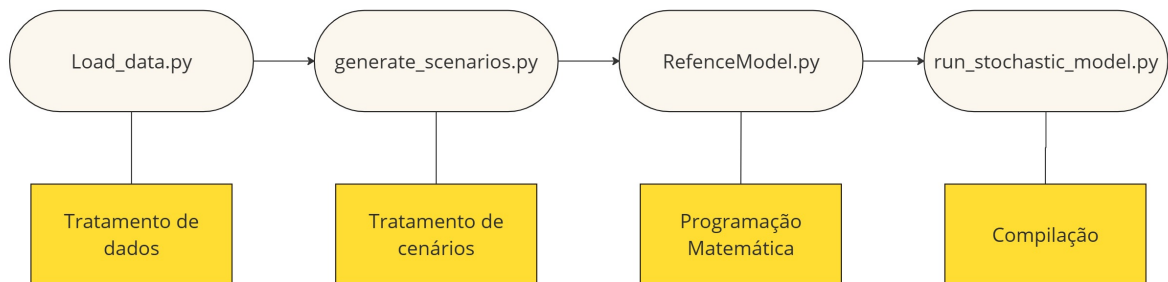 Load_data.py
generate_scenarios.py
RefenceModel.py
run_stochastic_model.py
Tratamento de
dados
Tratamento de
cenários
Programação
Matemática
Compilação